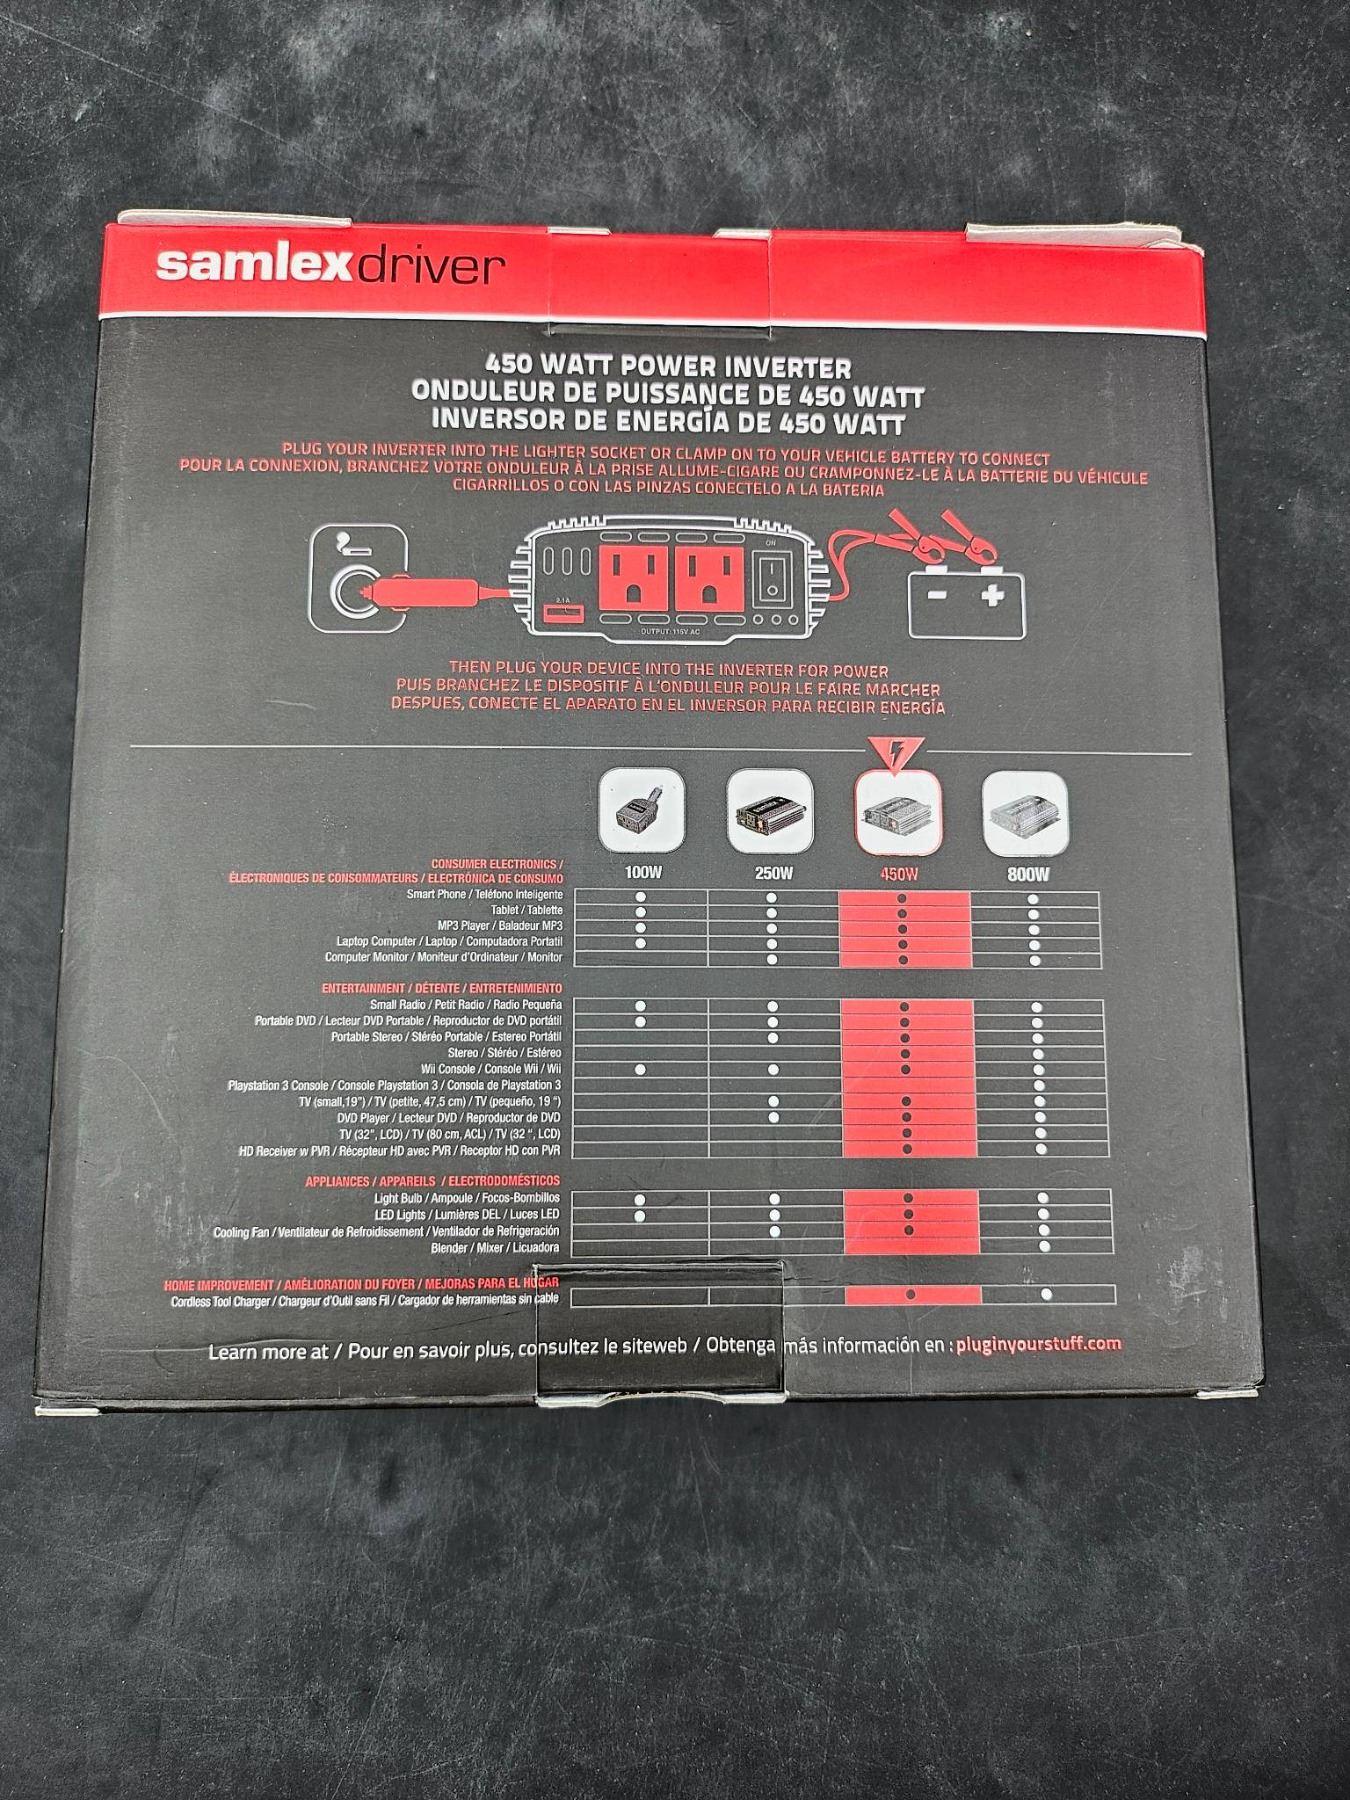 samlexdriver
450 WATT POWER INVERTER
ONDULEUR DE PUISSANCE DE 450 WATT
INVERSOR DE ENERGÍA DE 450 WATT
PLUG YOUR INVERTER INTO THE LIGHTER SOCKET OR CLAMP ON TO YOUR VEHICLE BATTERY TO CONNECT
POUR LA CONNEXION, BRANCHEZ VOTRE ONDULEUR À LA PRISE ALLUME-CIGARE OU CRAMPONNEZ-LE À LA BATTERIE DU VÉHICULE
CIGARRILLOS O CON LAS PINZAS CONECTELO A LA BATERIA
ON
2.1A
OUTPUT: 115V AC
- +
THEN PLUG YOUR DEVICE INTO THE INVERTER FOR POWER
PUIS BRANCHEZ LE DISPOSITIF À L'ONDULEUR POUR LE FAIRE MARCHER
DESPUES, CONECTE EL APARATO EN EL INVERSOR PARA RECIBIR ENERGÍA
CONSUMER ELECTRONICS /
ÉLECTRONIQUES DE CONSOMMATEURS / ELECTRÓNICA DE CONSUMO
100W 250W 450W 800W
Smart Phone / Teléfono Inteligente
Tablet / Tablette
MP3 Player / Baladeur MP3
Laptop Computer / Laptop / Computadora Portatil
Computer Monitor / Moniteur d'Ordinateur / Monitor
ENTERTAINMENT / DÉTENTE / ENTRETENIMIENTO
Small Radio / Petit Radio / Radio Pequeña
Portable DVD / Lecteur DVD Portable / Reproductor de DVD portátil
Portable Stereo / Stéréo Portable / Estereo Portátil
Stereo / Stéréo / Estéreo
Wii Console / Console Wii / Wii
Playstation 3 Console / Console Playstation 3 / Consola de Playstation 3
TV (small,19") / TV (petite, 47,5 cm) / TV (pequeño, 19 ")
DVD Player / Lecteur DVD / Reproductor de DVD
TV (32", LCD) / TV (80 cm, ACL) / TV (32 ", LCD)
HD Receiver w PVR / Récepteur HD avec PVR / Receptor HD con PVR
APPLIANCES / APPAREILS / ELECTRODOMÉSTICOS
Light Bulb / Ampoule / Focos-Bombillos
LED Lights / Lumières DEL / Luces LED
Cooling Fan / Ventilateur de Refroidissement / Ventilador de Refrigeración
Blender / Mixer / Licuadora
HOME IMPROVEMENT / AMÉLIORATION DU FOYER / MEJORAS PARA EL HOGAR
Cordless Tool Charger / Chargeur d'Outil sans Fil / Cargador de herramientas sin cable
Learn more at / Pour en savoir plus, consultez le siteweb / Obtenga más información en : pluginyourstuff.com